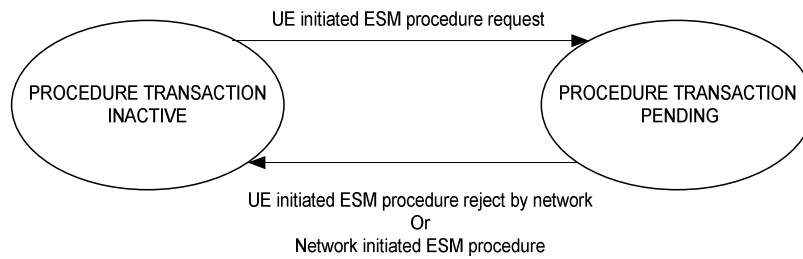 UE initiated ESM procedure request
PROCEDURE TRANSACTION
INACTIVE
PROCEDURE TRANSACTION
PENDING
UE initiated ESM procedure reject by network
Or
Network initiated ESM procedure